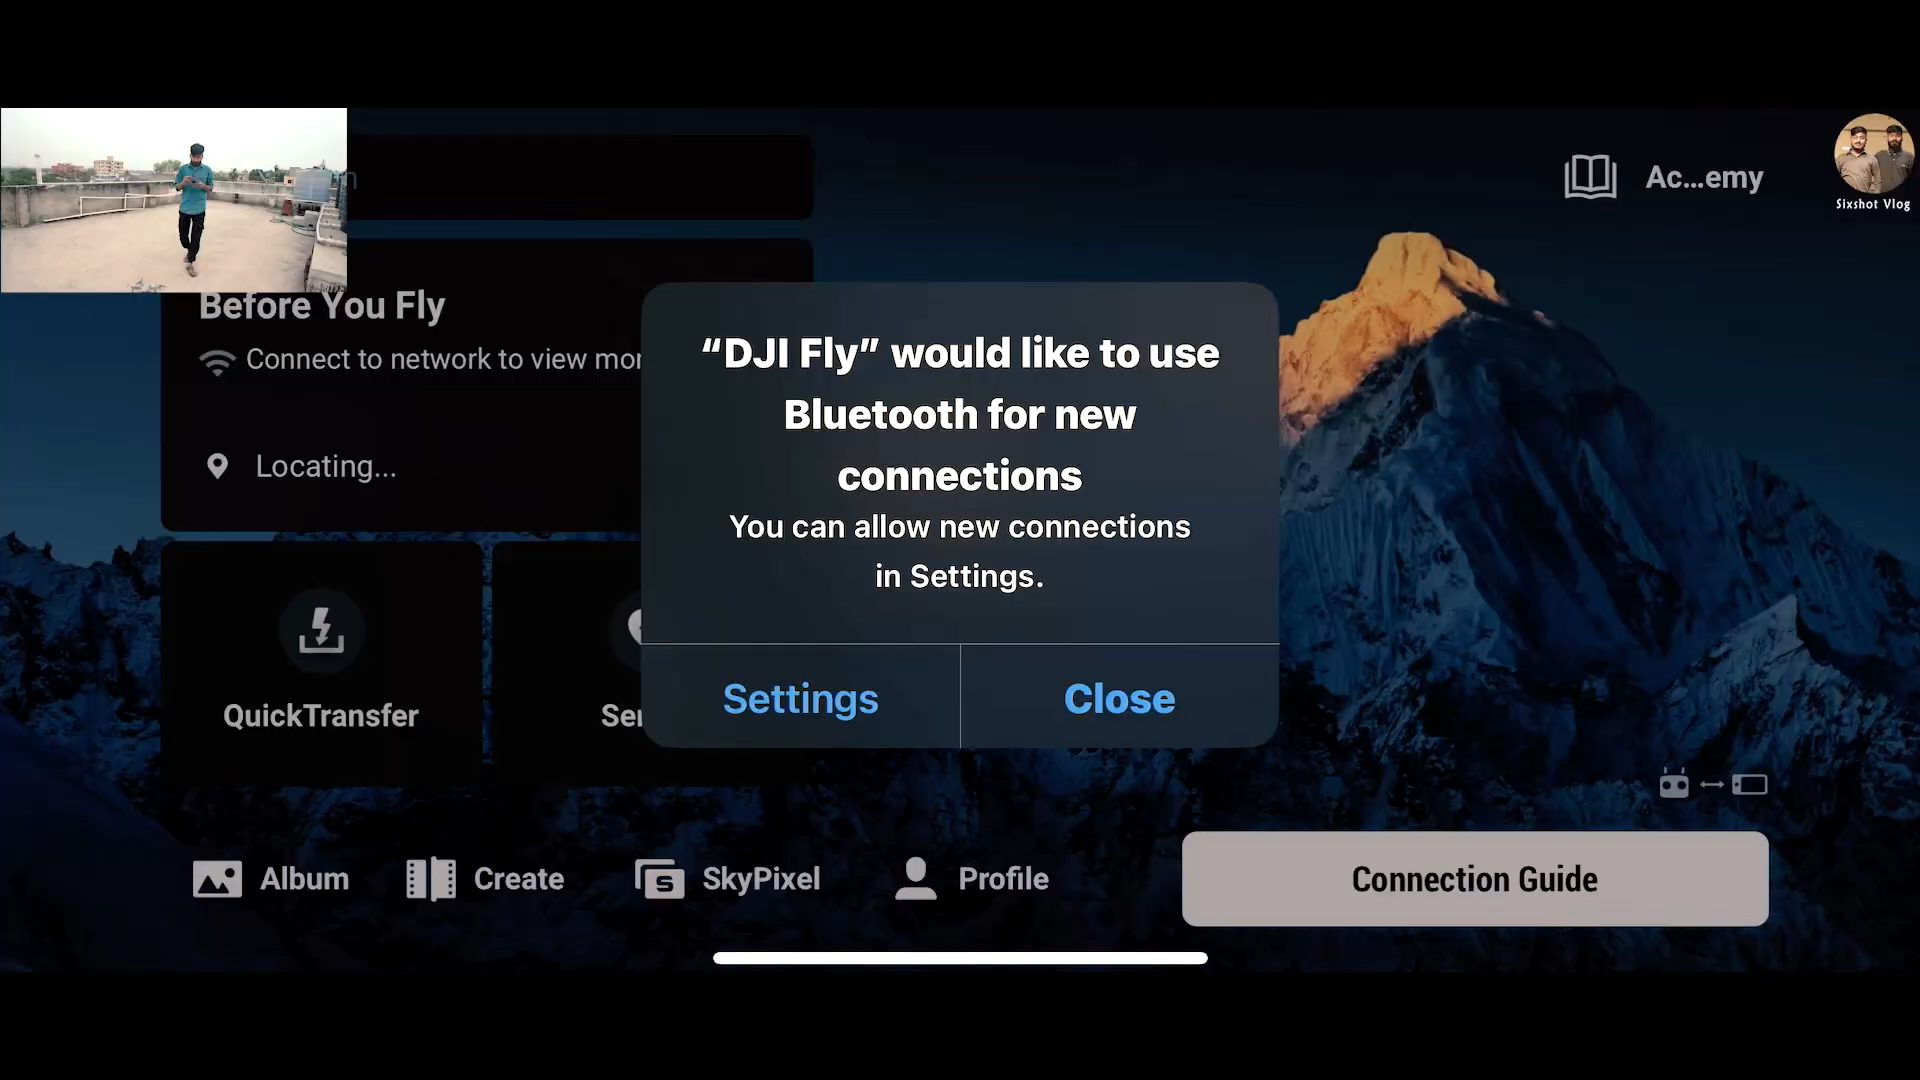 Ac...emy
Sixshot Vlog
Before You Fly
Connect to network to view mor
Locating...
“DJI Fly” would like to use
Bluetooth for new
connections
You can allow new connections
in Settings.
Settings
Close
QuickTransfer
Ser
Album
Create
SkyPixel
Profile
Connection Guide